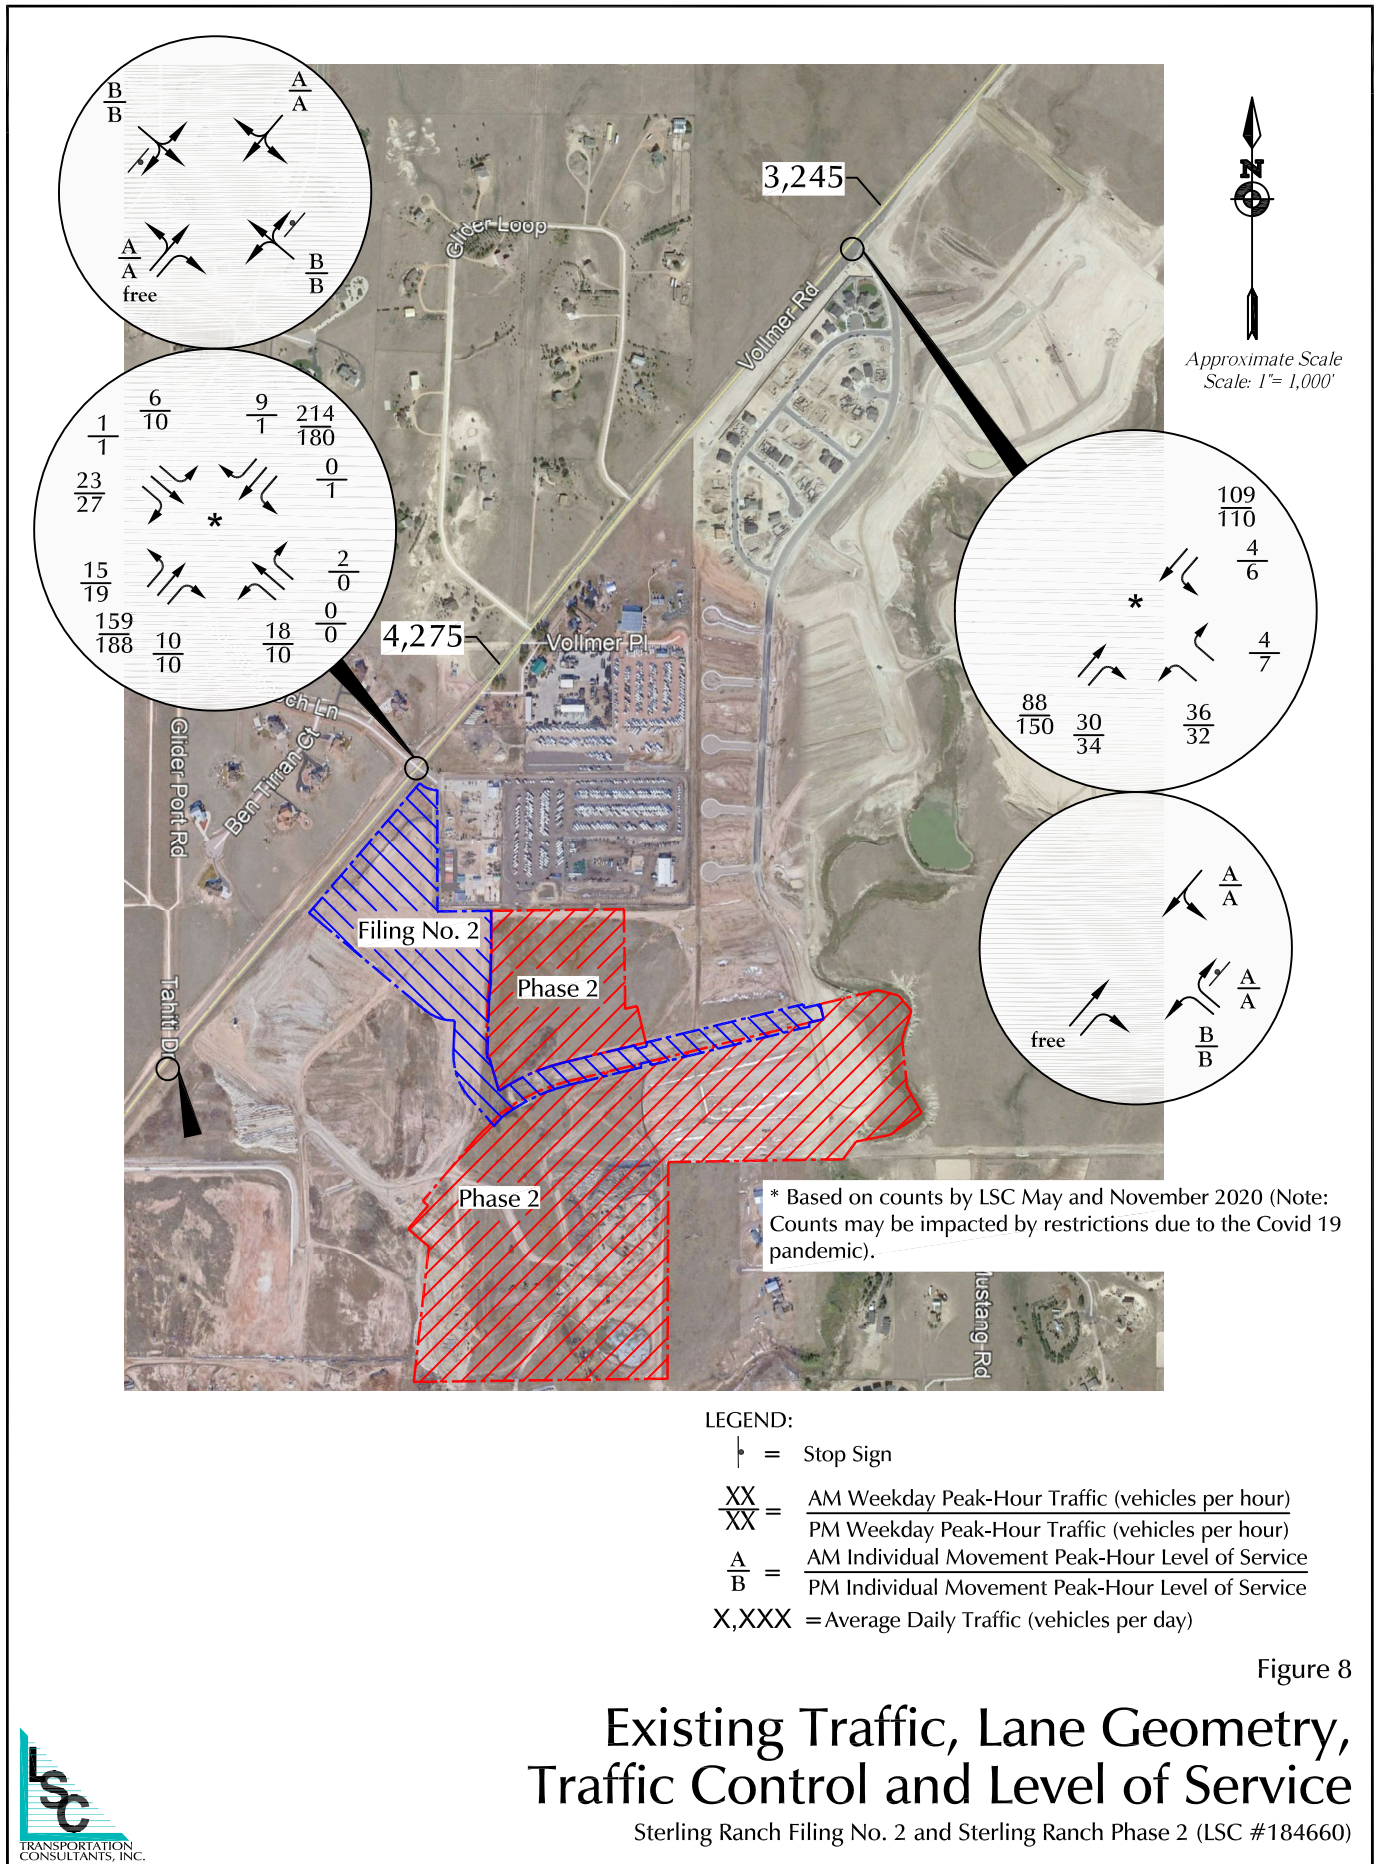 B
B
A
A
A
A
free
B
B
3,245
N
Approximate Scale
Scale: 1"= 1,000'
Glider Loop
Vollmer Rd
1
1
6
10
9
1
214
180
0
1
23
27
*
15
19
2
0
159
188
10
10
18
10
0
0
4,275
Vollmer Pl
109
110
4
6
*
4
7
88
150
30
34
36
32
Glider Port Rd
Ben Tirran Ct
A
A
free
A
A
B
B
Filing No. 2
Phase 2
Tahiti Dr
Phase 2
* Based on counts by LSC May and November 2020 (Note:
Counts may be impacted by restrictions due to the Covid 19
pandemic).
Mustang Rd
LEGEND:
= Stop Sign
XX
XX
=
AM Weekday Peak-Hour Traffic (vehicles per hour)
PM Weekday Peak-Hour Traffic (vehicles per hour)
A
B
=
AM Individual Movement Peak-Hour Level of Service
PM Individual Movement Peak-Hour Level of Service
X,XXX = Average Daily Traffic (vehicles per day)
Figure 8
Existing Traffic, Lane Geometry,
Traffic Control and Level of Service
Sterling Ranch Filing No. 2 and Sterling Ranch Phase 2 (LSC #184660)
LSC
TRANSPORTATION
CONSULTANTS, INC.